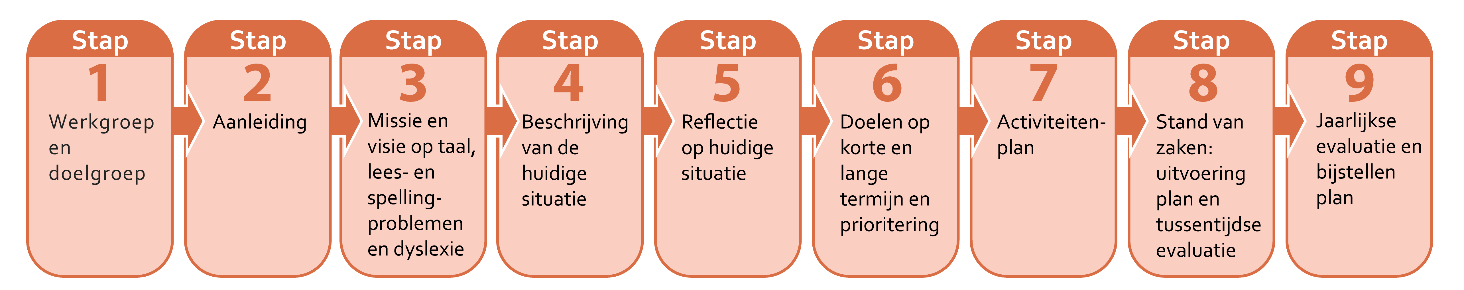 Stap
1
Werkgroep
en
doelgroep
Stap
2
Aanleiding
Stap
3
Missie en
visie op taal,
lees- en
spelling-
problemen
en dyslexie
Stap
4
Beschrijving
van de
huidige
situatie
Stap
5
Reflectie
op huidige
situatie
Stap
6
Doelen op
korte en
lange
termijn en
prioritering
Stap
7
Activiteiten-
plan
Stap
8
Stand van
zaken:
uitvoering
plan en
tussentijdse
evaluatie
Stap
9
Jaarlijkse
evaluatie en
bijstellen
plan